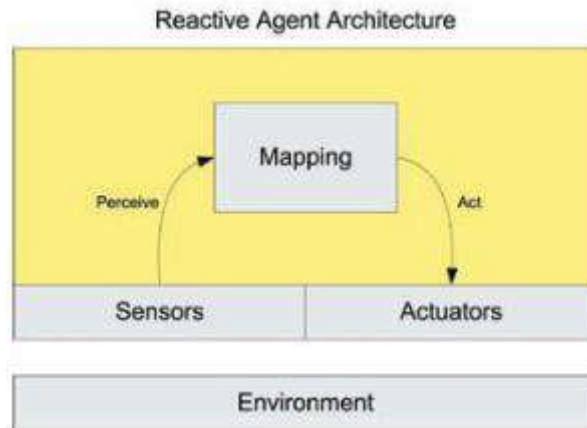 Reactive Agent Architecture
Mapping
Perceive
Act
Sensors
Actuators
Environment